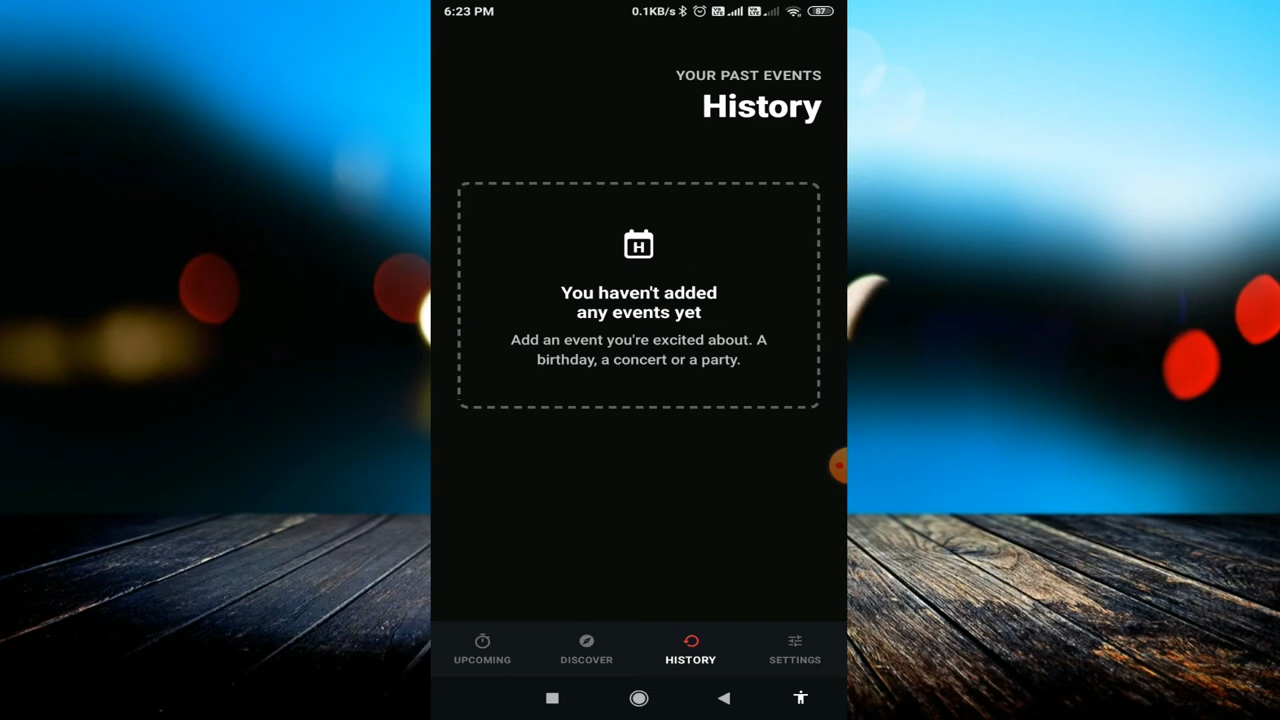 6:23 PM
0.1KB/s
87
YOUR PAST EVENTS
History
H
You haven't added
any events yet
Add an event you're excited about. A
birthday, a concert or a party.
UPCOMING
DISCOVER
HISTORY
SETTINGS